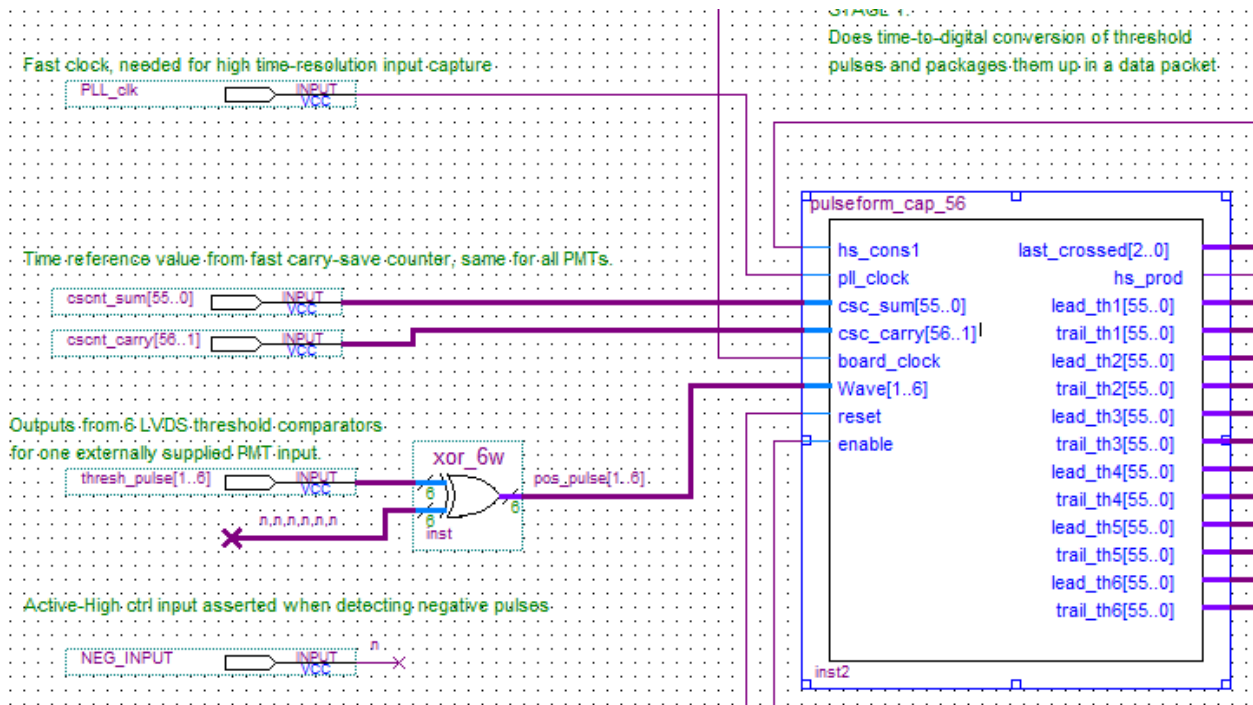 STAGE 1:
Does time-to-digital conversion of threshold
pulses and packages them up in a data packet
Fast clock, needed for high time-resolution input capture
PLL_clk
INPUT
VCC
Time reference value from fast carry-save counter, same for all PMTs.
cscnt_sum[55..0]
INPUT
VCC
cscnt_carry[56..1]
INPUT
VCC
Outputs from 6 LVDS threshold comparators
for one externally supplied PMT input.
thresh_pulse[1..6]
INPUT
VCC
n,n,n,n,n,n
xor_6w
6
6
6
inst
pos_pulse[1..6]
Active-High ctrl input asserted when detecting negative pulses
NEG_INPUT
INPUT
VCC
n
pulseform_cap_56
hs_cons1
pll_clock
csc_sum[55..0]
csc_carry[56..1]
board_clock
Wave[1..6]
reset
enable
last_crossed[2..0]
hs_prod
lead_th1[55..0]
trail_th1[55..0]
lead_th2[55..0]
trail_th2[55..0]
lead_th3[55..0]
trail_th3[55..0]
lead_th4[55..0]
trail_th4[55..0]
lead_th5[55..0]
trail_th5[55..0]
lead_th6[55..0]
trail_th6[55..0]
inst2